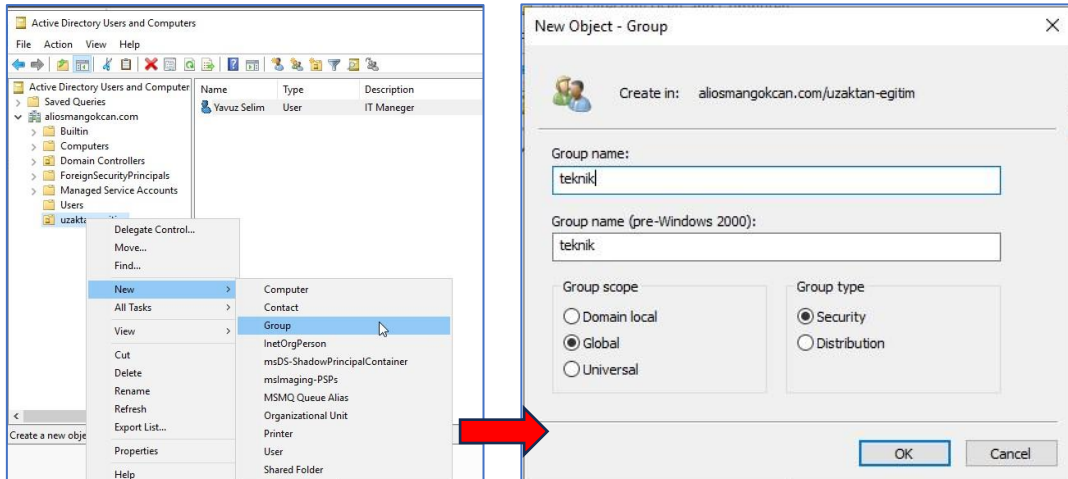 Active Directory Users and Computers
File Action View Help
Active Directory Users and Computer
Saved Queries
aliosmangokcan.com
Builtin
Computers
Domain Controllers
ForeignSecurityPrincipals
Managed Service Accounts
Users
Name Type Description
Yavuz Selim User IT Maneger
Delegate Control...
Move...
Find...
New
All Tasks
View
Cut
Delete
Rename
Refresh
Export List...
Properties
Help
Computer
Contact
Group
InetOrgPerson
msDS-ShadowPrincipalContainer
msImaging-PSPs
MSMQ Queue Alias
Organizational Unit
Printer
User
Shared Folder
Create a new obje
New Object - Group
Create in: aliosmangokcan.com/uzaktan-egitim
Group name:
teknik
Group name (pre-Windows 2000):
teknik
Group scope
Domain local
Global
Universal
Group type
Security
Distribution
OK Cancel